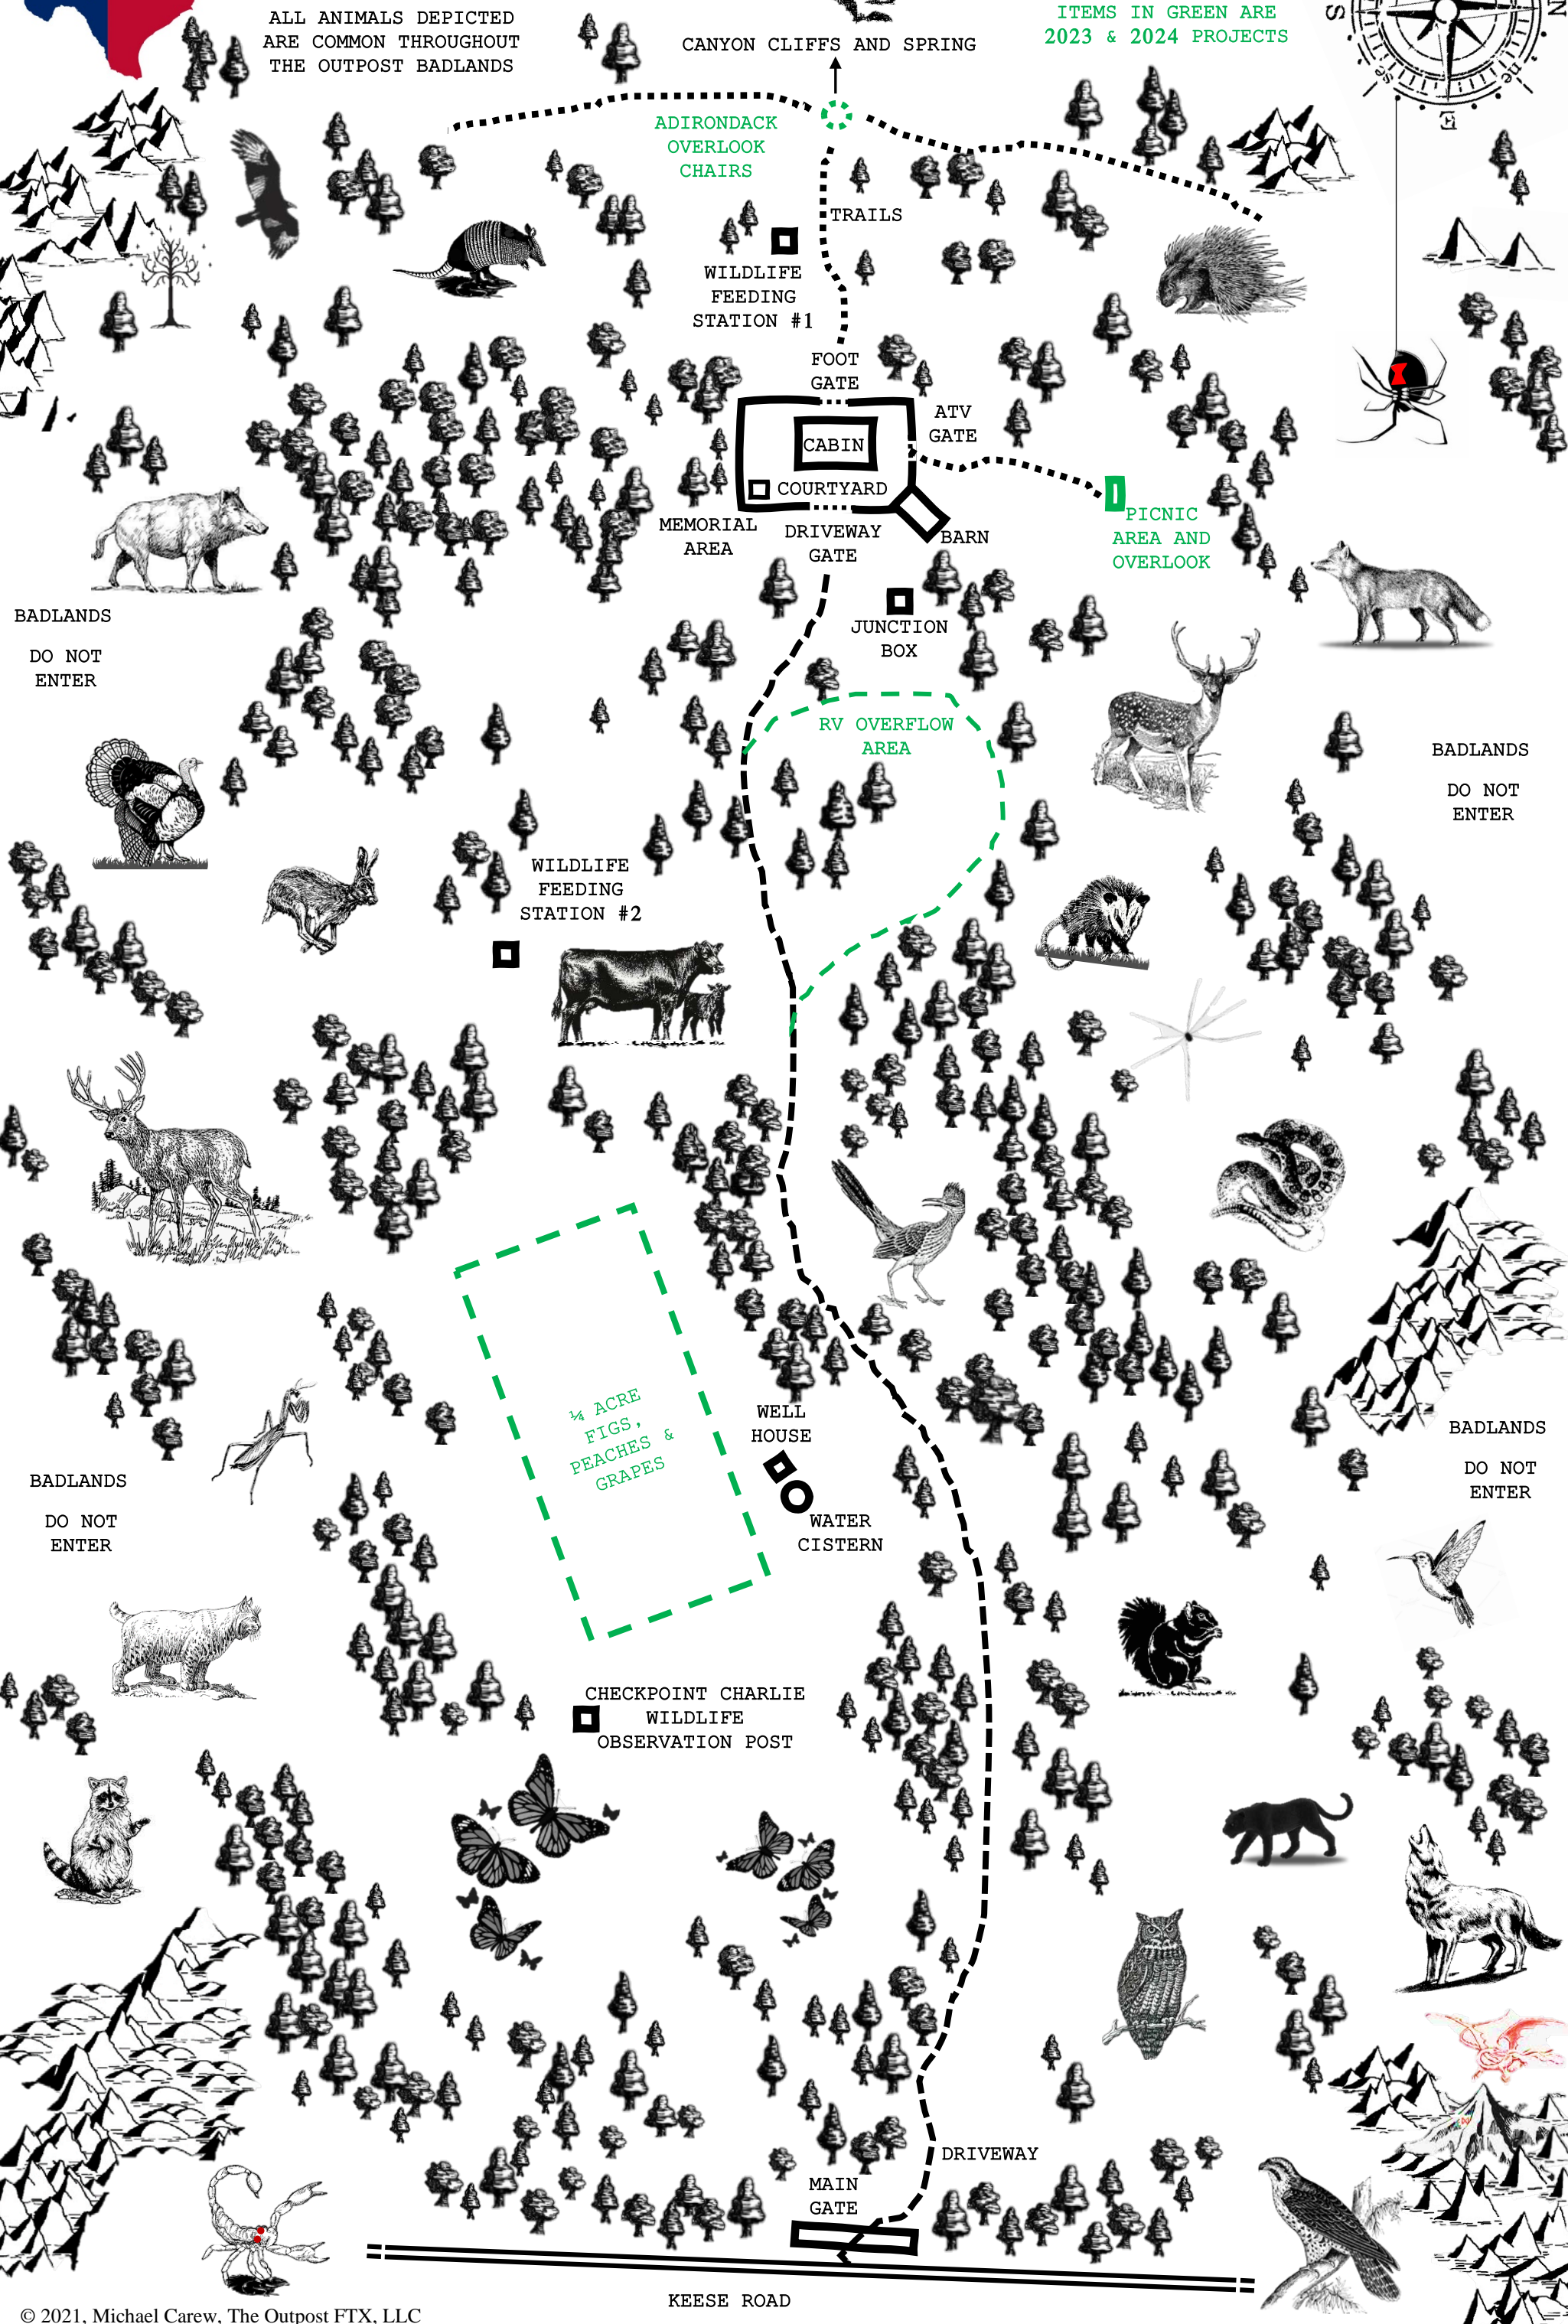 ALL ANIMALS DEPICTED
ARE COMMON THROUGHOUT
THE OUTPOST BADLANDS
CANYON CLIFFS AND SPRING
ITEMS IN GREEN ARE
2023 & 2024 PROJECTS
S
N
se
ne
E
ADIRONDACK
OVERLOOK
CHAIRS
TRAILS
WILDLIFE
FEEDING
STATION #1
FOOT
GATE
ATV
GATE
CABIN
COURTYARD
MEMORIAL
AREA
DRIVEWAY
GATE
BARN
PICNIC
AREA AND
OVERLOOK
BADLANDS
DO NOT
ENTER
JUNCTION
BOX
RV OVERFLOW
AREA
BADLANDS
DO NOT
ENTER
WILDLIFE
FEEDING
STATION #2
¼ ACRE
FIGS,
PEACHES &
GRAPES
WELL
HOUSE
WATER
CISTERN
BADLANDS
DO NOT
ENTER
BADLANDS
DO NOT
ENTER
CHECKPOINT CHARLIE
WILDLIFE
OBSERVATION POST
DRIVEWAY
MAIN
GATE
KEESE ROAD
© 2021, Michael Carew, The Outpost FTX, LLC